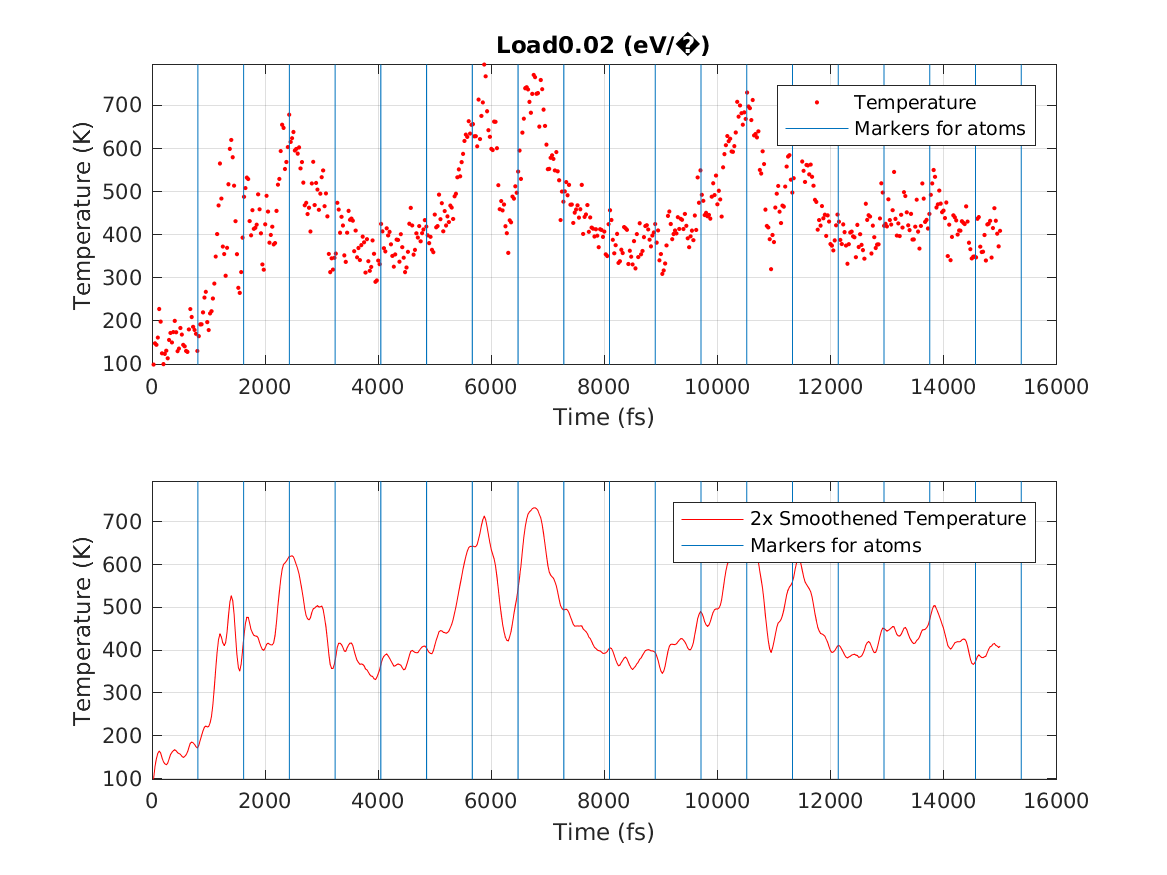 Load0.02 (eV/�)
Temperature (K)
700
600
500
400
300
200
100
Temperature
Markers for atoms
0 2000 4000 6000 8000 10000 12000 14000 16000
Time (fs)
Temperature (K)
700
600
500
400
300
200
100
2x Smoothened Temperature
Markers for atoms
0 2000 4000 6000 8000 10000 12000 14000 16000
Time (fs)